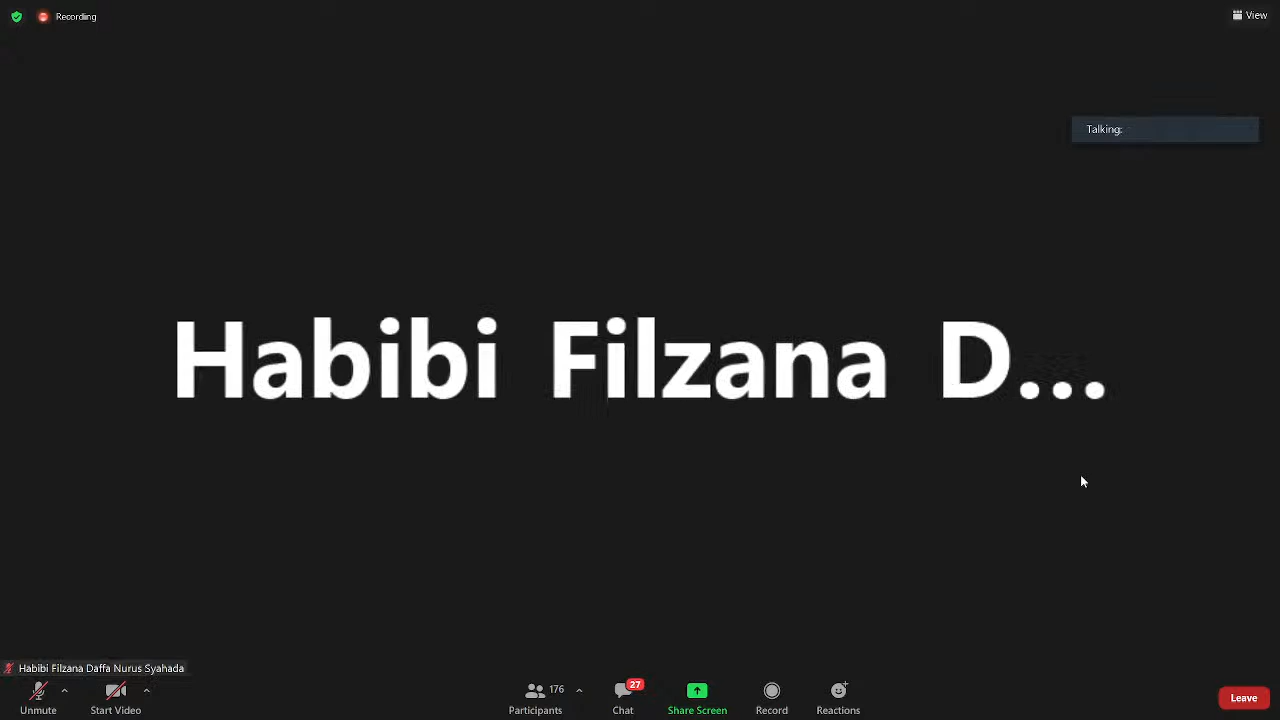 Recording
View
Talking:
Habibi Filzana D...
Habibi Filzana Daffa Nurus Syahada
Unmute
Start Video
176
Participants
27
Chat
Share Screen
Record
Reactions
Leave